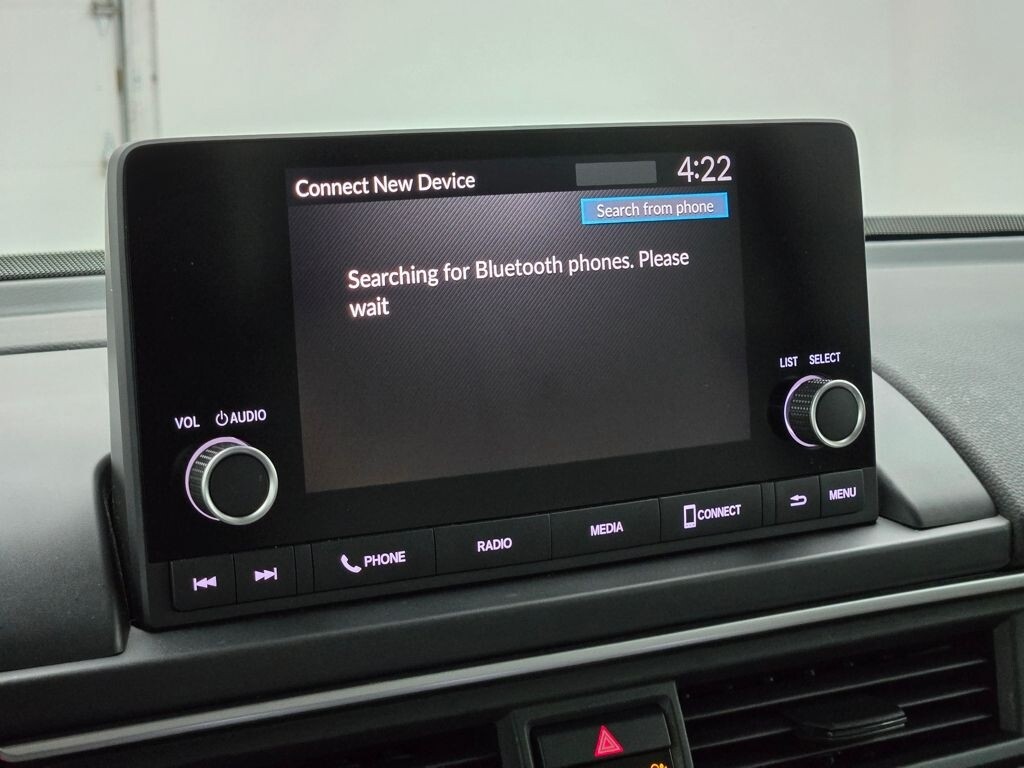 Connect New Device
4:22
Search from phone
Searching for Bluetooth phones. Please
wait
LIST SELECT
VOL AUDIO
PHONE
RADIO
MEDIA
CONNECT
MENU